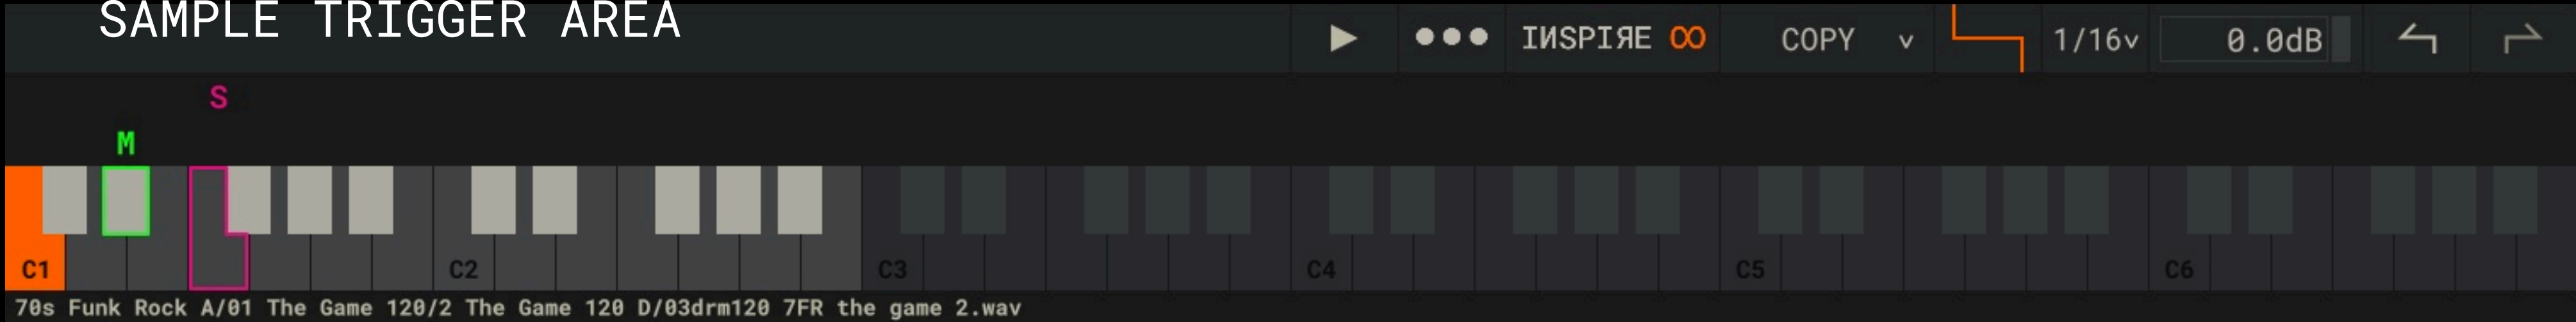 SAMPLE TRIGGER AREA
INSPIRE ∞ COPY v 1/16v 0.0dB
S
M
C1 C2 C3 C4 C5 C6
70s Funk Rock A/01 The Game 120/2 The Game 120 D/03drm120 7FR the game 2.wav